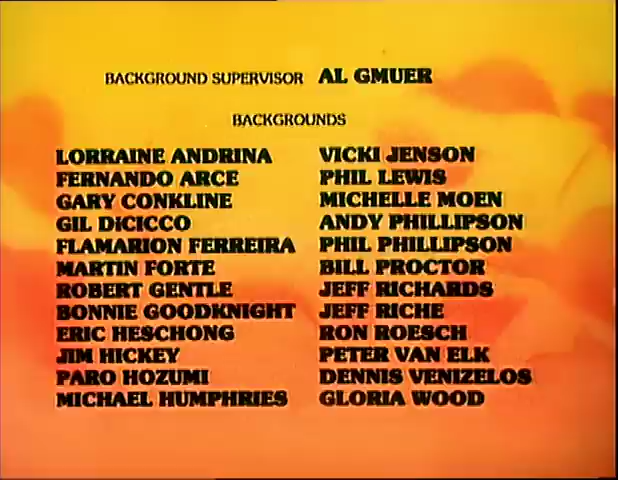 BACKGROUND SUPERVISOR AL GMUER
BACKGROUNDS
LORRAINE ANDRINA VICKI JENSON
FERNANDO ARCE PHIL LEWIS
GARY CONKLINE MICHELLE MOEN
GIL DiCICCO ANDY PHILLIPSON
FLAMARION FERREIRA PHIL PHILLIPSON
MARTIN FORTE BILL PROCTOR
ROBERT GENTLE JEFF RICHARDS
BONNIE GOODKNIGHT JEFF RICHE
ERIC HESCHONG RON ROESCH
JIM HICKEY PETER VAN ELK
PARO HOZUMI DENNIS VENIZELOS
MICHAEL HUMPHRIES GLORIA WOOD